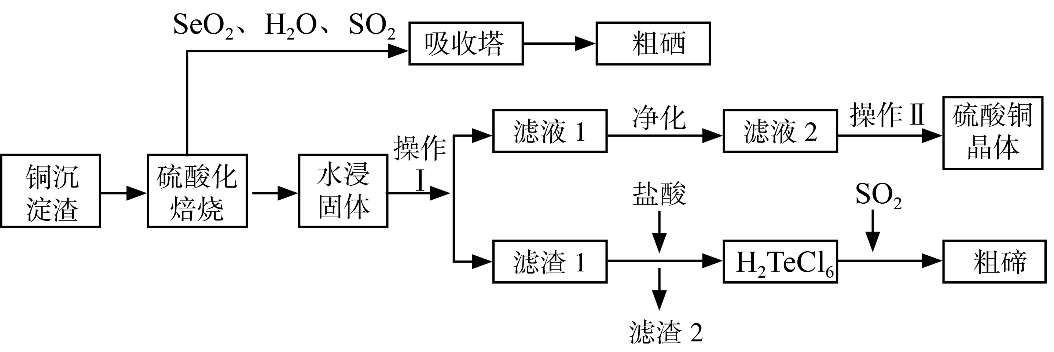 SeO₂、H₂O、SO₂
吸收塔
粗硒
铜沉
淀渣
硫酸化
焙烧
水浸
固体
操作
Ⅰ
滤液 1
净化
滤液 2
操作Ⅱ
硫酸铜
晶体
滤渣 1
盐酸
滤渣 2
H₂TeCl₆
SO₂
粗碲